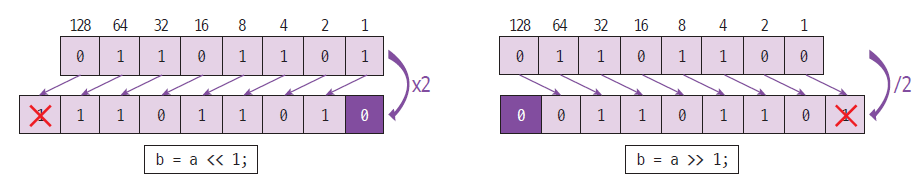 128 64 32 16 8 4 2 1
0 1 1 0 1 1 0 1
x2
1 1 1 0 1 1 0 1 0
b = a << 1;
128 64 32 16 8 4 2 1
0 1 1 0 1 1 0 0
/2
0 0 1 1 0 1 1 0 1
b = a >> 1;